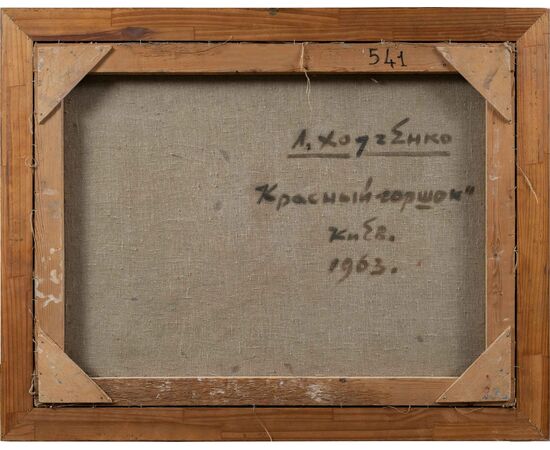 541
Л. Ходченко
"Красный горшок"
Киев.
1963.